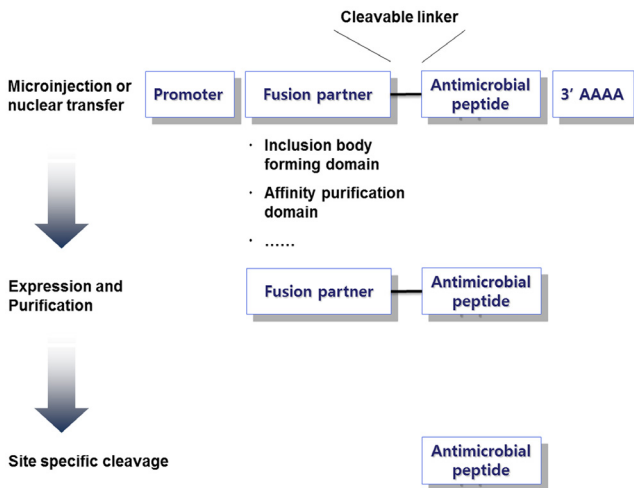 Cleavable linker
Microinjection or
nuclear transfer
Promoter
Fusion partner
Antimicrobial
peptide
3' AAAA
· Inclusion body
forming domain
· Affinity purification
domain
· ......
Expression and
Purification
Fusion partner
Antimicrobial
peptide
Site specific cleavage
Antimicrobial
peptide